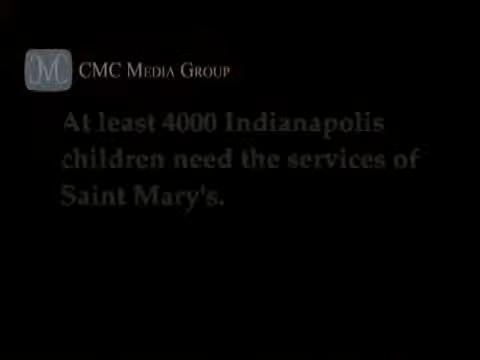 CMC MEDIA GROUP
At least 4000 Indianapolis
children need the services of
Saint Mary's.